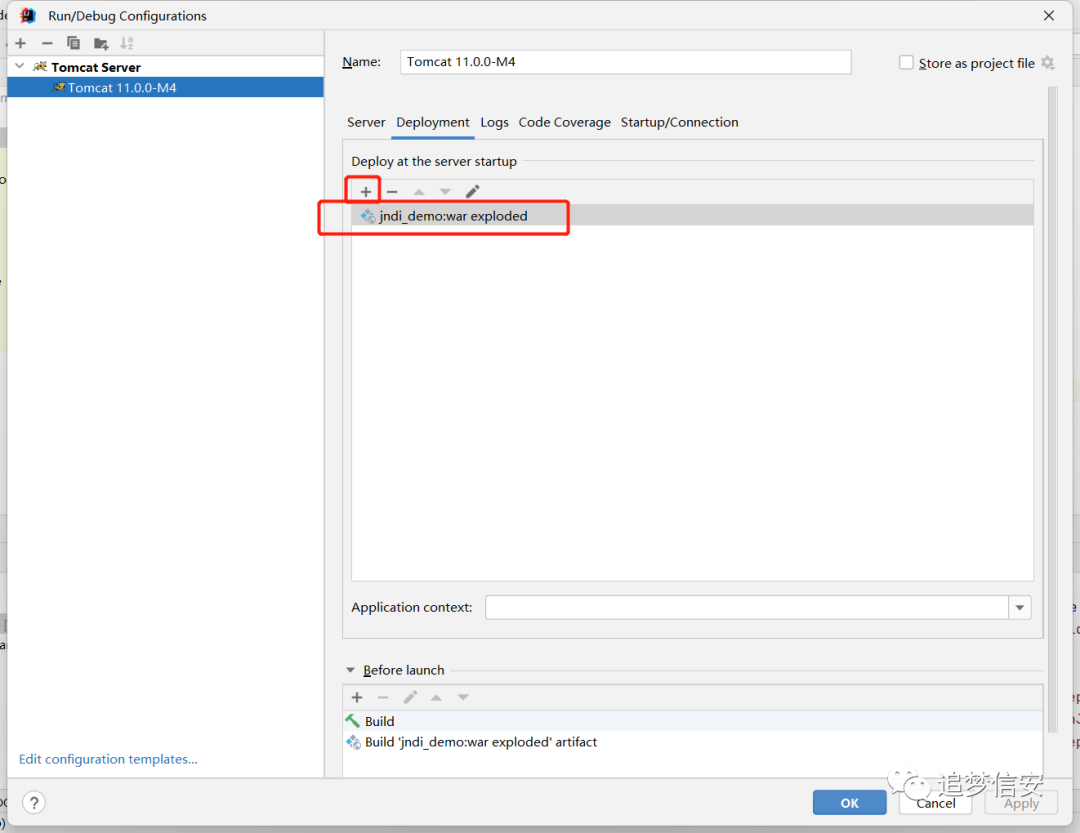 Run/Debug Configurations
Tomcat Server
Tomcat 11.0.0-M4
Name: Tomcat 11.0.0-M4
Store as project file
Server Deployment Logs Code Coverage Startup/Connection
Deploy at the server startup
jndi_demo:war exploded
Application context:
Before launch
Build
Build 'jndi_demo:war exploded' artifact
Edit configuration templates...
追梦信安
?
OK Cancel Apply